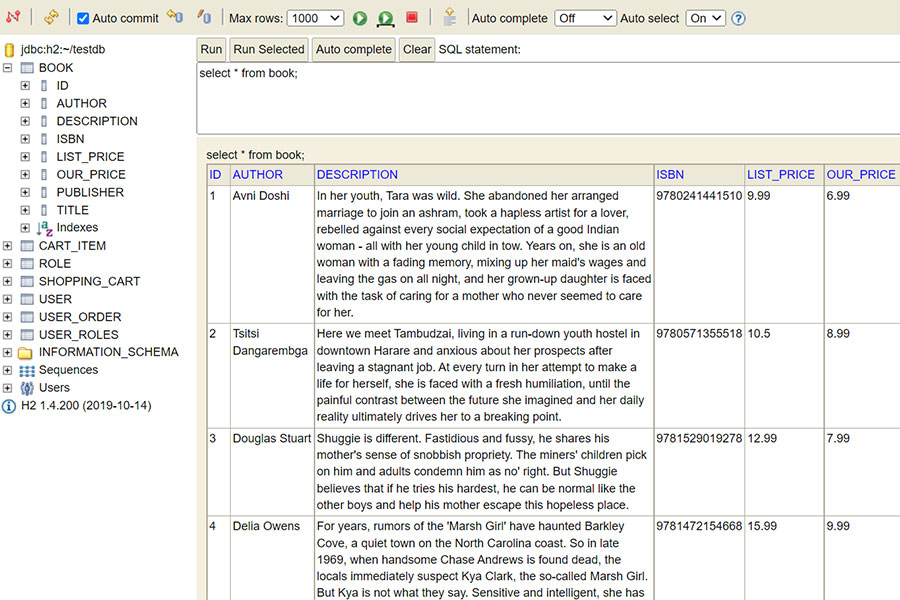 Auto commit Max rows: 1000 Auto complete Off Auto select On ?
jdbc:h2:~/testdb
BOOK
ID
AUTHOR
DESCRIPTION
ISBN
LIST_PRICE
OUR_PRICE
PUBLISHER
TITLE
Indexes
CART_ITEM
ROLE
SHOPPING_CART
USER
USER_ORDER
USER_ROLES
INFORMATION_SCHEMA
Sequences
Users
H2 1.4.200 (2019-10-14)
Run Run Selected Auto complete Clear SQL statement:
select * from book;
select * from book;
ID AUTHOR DESCRIPTION ISBN LIST_PRICE OUR_PRICE
1 Avni Doshi In her youth, Tara was wild. She abandoned her arranged 9780241441510 9.99 6.99
marriage to join an ashram, took a hapless artist for a lover,
rebelled against every social expectation of a good Indian
woman - all with her young child in tow. Years on, she is an old
woman with a fading memory, mixing up her maid's wages and
leaving the gas on all night, and her grown-up daughter is faced
with the task of caring for a mother who never seemed to care
for her.
2 Tsitsi Here we meet Tambudzai, living in a run-down youth hostel in 9780571355518 10.5 8.99
Dangarembga downtown Harare and anxious about her prospects after
leaving a stagnant job. At every turn in her attempt to make a
life for herself, she is faced with a fresh humiliation, until the
painful contrast between the future she imagined and her daily
reality ultimately drives her to a breaking point.
3 Douglas Stuart Shuggie is different. Fastidious and fussy, he shares his 9781529019278 12.99 7.99
mother's sense of snobbish propriety. The miners' children pick
on him and adults condemn him as no' right. But Shuggie
believes that if he tries his hardest, he can be normal like the
other boys and help his mother escape this hopeless place.
4 Delia Owens For years, rumors of the 'Marsh Girl' have haunted Barkley 9781472154668 15.99 9.99
Cove, a quiet town on the North Carolina coast. So in late
1969, when handsome Chase Andrews is found dead, the
locals immediately suspect Kya Clark, the so-called Marsh Girl.
But Kya is not what they say. Sensitive and intelligent, she has